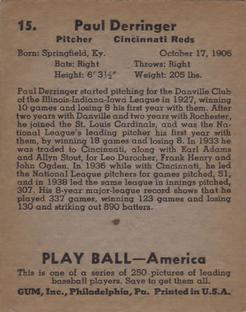 15. Paul Derringer
Pitcher Cincinnati Reds
Born: Springfield, Ky. October 17, 1906
Bats: Right Throws: Right
Height: 6' 3½" Weight: 205 lbs.
Paul Derringer started pitching for the Danville Club
of the Illinois-Indiana-Iowa League in 1927, winning
10 games and losing 8 in his first year with them. After
two years with Danville and two years with Rochester,
he joined the St. Louis Cardinals, and was the Na-
tional League's leading pitcher his first year with
them, by winning 18 games and losing 8. In 1933 he
was traded to Cincinnati, along with Earl Adams
and Allyn Stout, for Leo Durocher, Frank Henry and
John Ogden. In 1936 while with Cincinnati, he led
the National League pitchers for games pitched, 51,
and in 1938 led the same league in innings pitched,
307. His 8-year major league record shows that he
played 337 games, winning 123 games and losing
130 and striking out 890 batters.
PLAY BALL—America
This is one of a series of 250 pictures of leading
baseball players. Save to get them all.
GUM, Inc., Philadelphia, Pa. Printed in U.S.A.